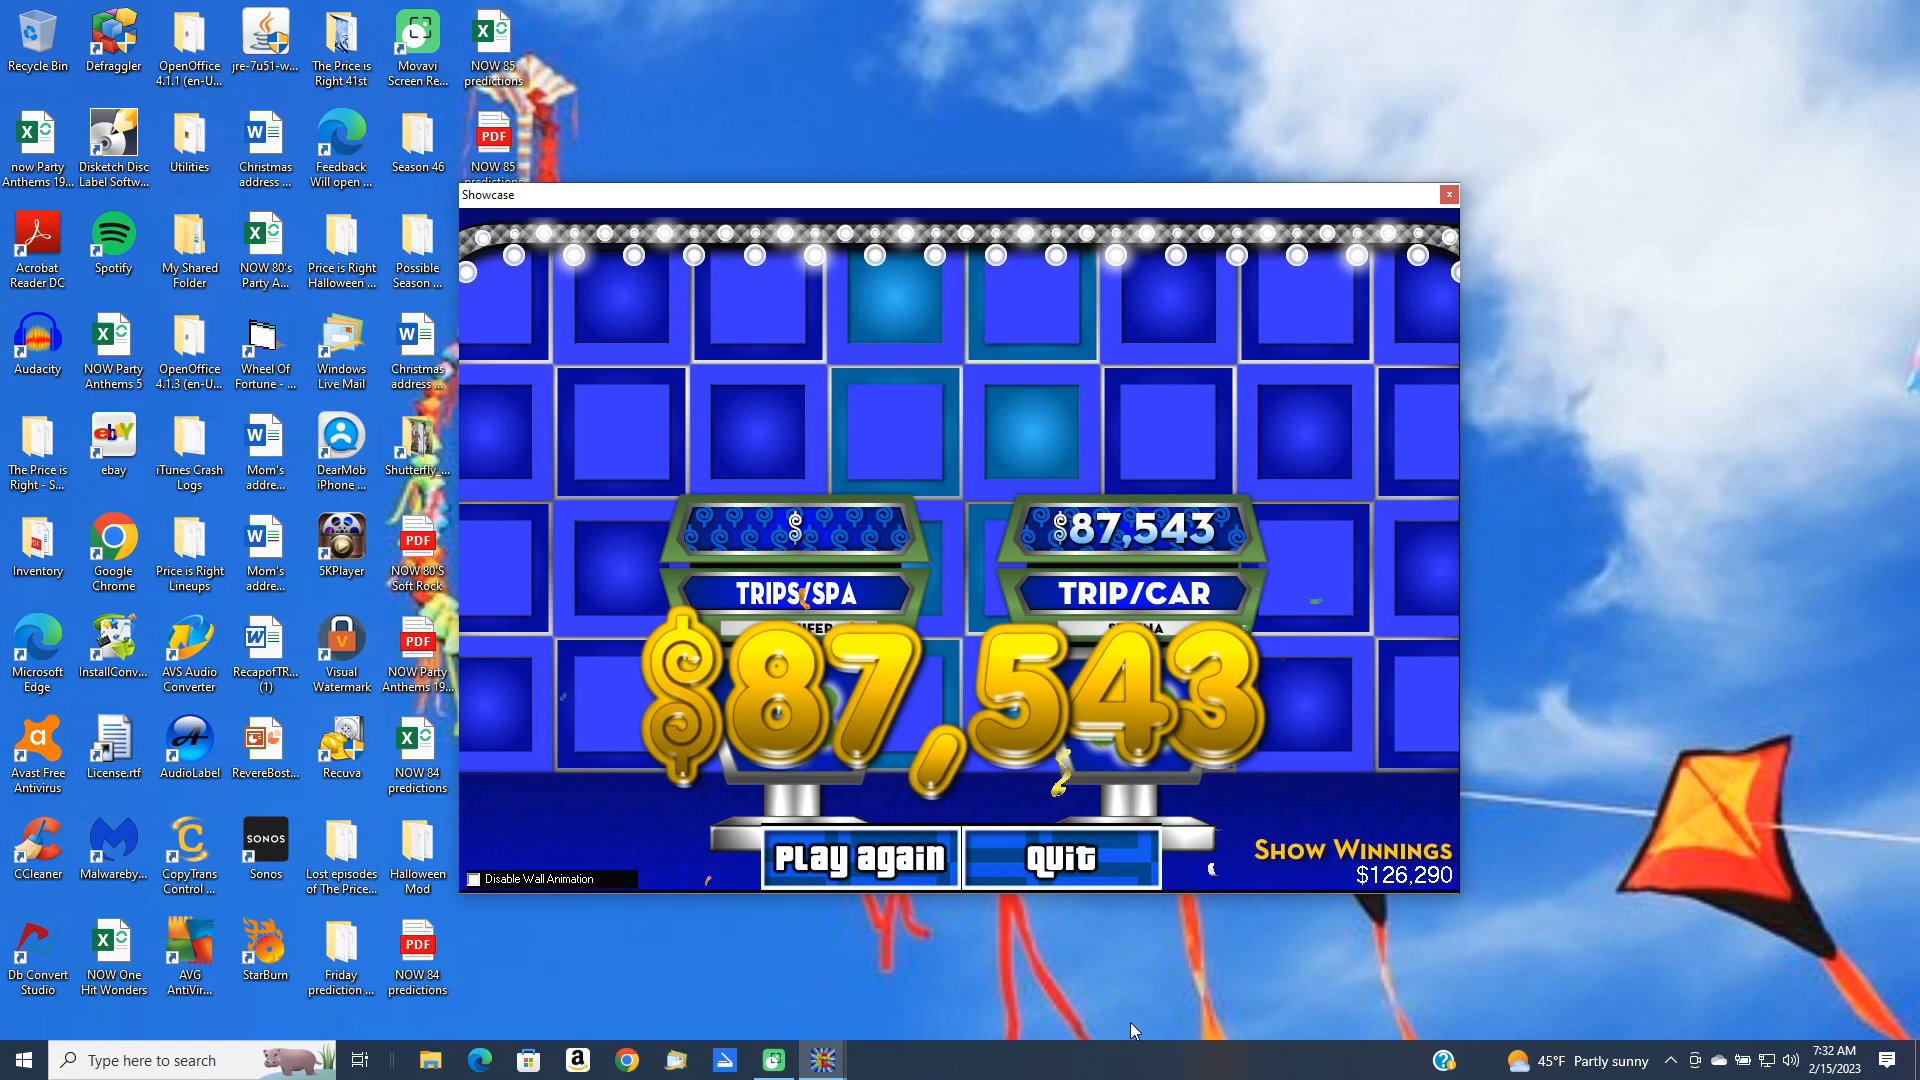 Recycle Bin
Defraggler
OpenOffice
4.1.1 (en-U...
jre-7u51-w...
The Price is
Right 41st
Movavi
Screen Re...
NOW 85
predictions
now Party
Anthems 19...
Disketch Disc
Label Softw...
Utilities
Christmas
address ...
Feedback
Will open ...
Season 46
PDF
NOW 85
predictions
Acrobat
Reader DC
Spotify
My Shared
Folder
NOW 80's
Party A...
Price is Right
Halloween ...
Possible
Season ...
Audacity
NOW Party
Anthems 5
OpenOffice
4.1.3 (en-U...
Wheel Of
Fortune - ...
Windows
Live Mail
Christmas
address ...
The Price is
Right - S...
ebay
ebay
iTunes Crash
Logs
Mom's
addre...
DearMob
iPhone ...
Shutterfly_...
Inventory
Google
Chrome
Price is Right
Lineups
Mom's
addre...
5KPlayer
PDF
NOW 80'S
Soft Rock
Microsoft
Edge
InstallConv...
AVS Audio
Converter
RecapofTR...
(1)
Visual
Watermark
PDF
NOW Party
Anthems 19...
Avast Free
Antivirus
License.rtf
AudioLabel
RevereBost...
Recuva
NOW 84
predictions
CCleaner
Malwareby...
CopyTrans
Control ...
SONOS
Sonos
Lost episodes
of The Price...
Halloween
Mod
Db Convert
Studio
NOW One
Hit Wonders
AVG
AntiVir...
StarBurn
Friday
prediction ...
PDF
NOW 84
predictions
Showcase
x
$
$87,543
TRIPS/SPA
TRIP/CAR
$87,543
Play again
quit
Show Winnings
$126,290
Disable Wall Animation
Type here to search
45°F Partly sunny
7:32 AM
2/15/2023